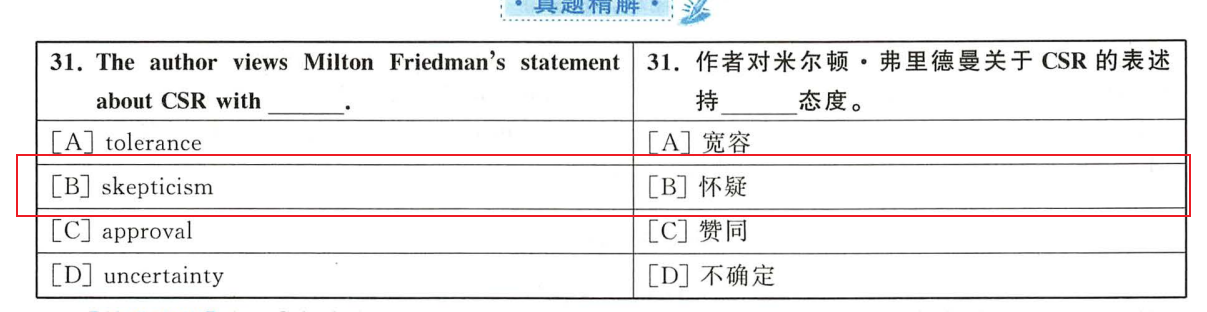 ·真题精解·
31. The author views Milton Friedman's statement
about CSR with ______.
31. 作者对米尔顿·弗里德曼关于 CSR 的表述
持______态度。
[A] tolerance
[A] 宽容
[B] skepticism
[B] 怀疑
[C] approval
[C] 赞同
[D] uncertainty
[D] 不确定